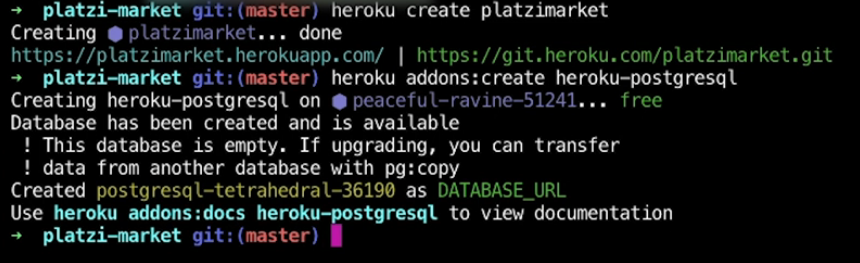 → platzi-market git:(master) heroku create platzimarket
Creating ⬢ platzimarket... done
https://platzimarket.herokuapp.com/ | https://git.heroku.com/platzimarket.git
→ platzi-market git:(master) heroku addons:create heroku-postgresql
Creating heroku-postgresql on ⬢ peaceful-ravine-51241... free
Database has been created and is available
 ! This database is empty. If upgrading, you can transfer
 ! data from another database with pg:copy
Created postgresql-tetrahedral-36190 as DATABASE_URL
Use heroku addons:docs heroku-postgresql to view documentation
→ platzi-market git:(master)